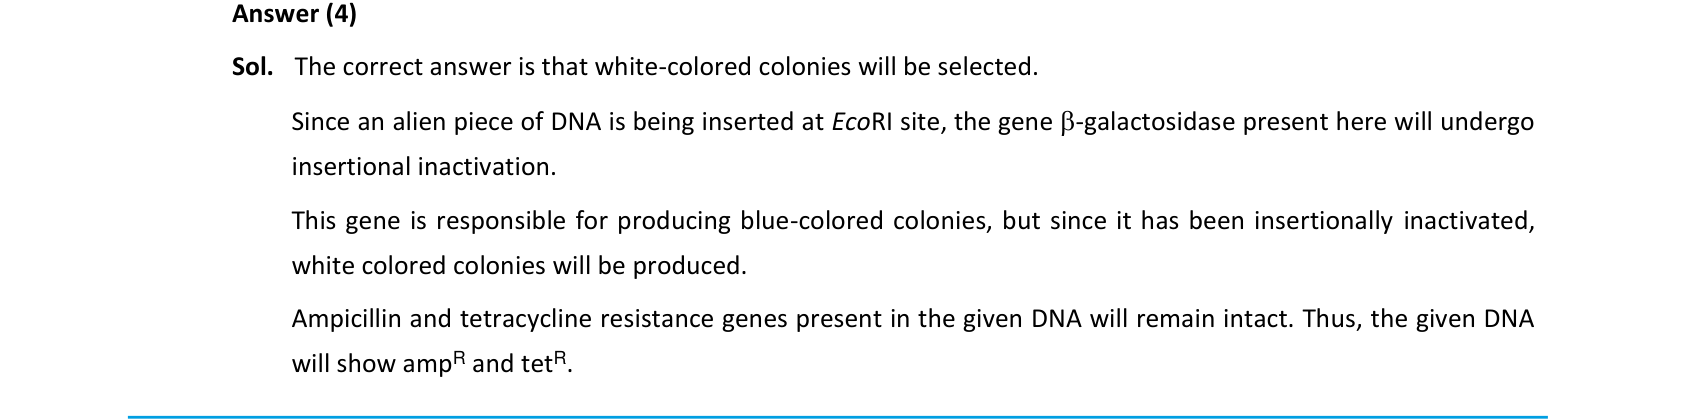 Answer (4)
Sol. The correct answer is that white-colored colonies will be selected.
Since an alien piece of DNA is being inserted at EcoRI site, the gene β-galactosidase present here will undergo
insertional inactivation.
This gene is responsible for producing blue-colored colonies, but since it has been insertionally inactivated,
white colored colonies will be produced.
Ampicillin and tetracycline resistance genes present in the given DNA will remain intact. Thus, the given DNA
will show ampᴿ and tetᴿ.